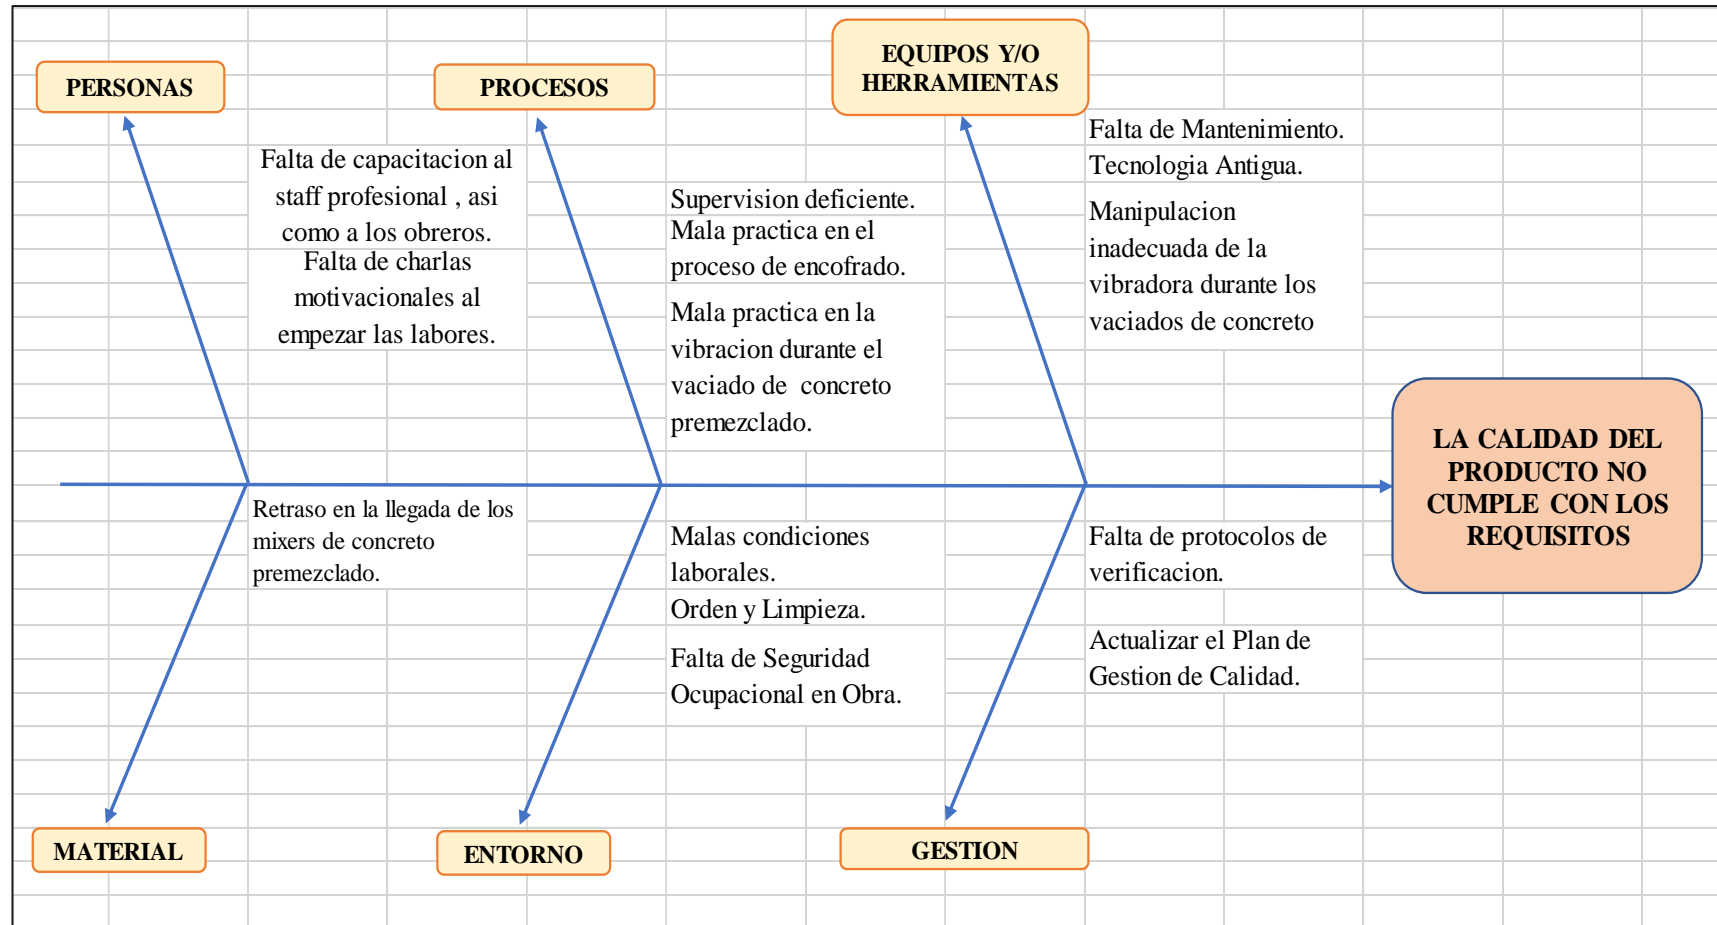 PERSONAS
PROCESOS
EQUIPOS Y/O
HERRAMIENTAS
Falta de capacitacion al
staff profesional , asi
como a los obreros.
Falta de charlas
motivacionales al
empezar las labores.
Supervision deficiente.
Mala practica en el
proceso de encofrado.
Mala practica en la
vibracion durante el
vaciado de concreto
premezclado.
Falta de Mantenimiento.
Tecnologia Antigua.
Manipulacion
inadecuada de la
vibradora durante los
vaciados de concreto
LA CALIDAD DEL
PRODUCTO NO
CUMPLE CON LOS
REQUISITOS
Retraso en la llegada de los
mixers de concreto
premezclado.
Malas condiciones
laborales.
Orden y Limpieza.
Falta de Seguridad
Ocupacional en Obra.
Falta de protocolos de
verificacion.
Actualizar el Plan de
Gestion de Calidad.
MATERIAL
ENTORNO
GESTION